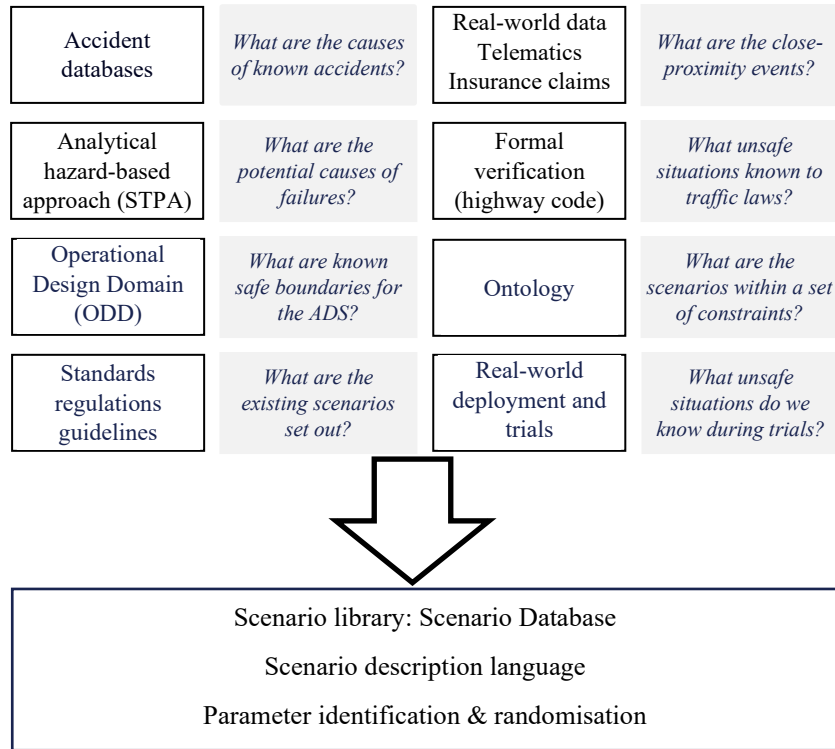 Accident
databases
What are the causes
of known accidents?
Real-world data
Telematics
Insurance claims
What are the close-
proximity events?
Analytical
hazard-based
approach (STPA)
What are the
potential causes of
failures?
Formal
verification
(highway code)
What unsafe
situations known to
traffic laws?
Operational
Design Domain
(ODD)
What are known
safe boundaries for
the ADS?
Ontology
What are the
scenarios within a set
of constraints?
Standards
regulations
guidelines
What are the
existing scenarios
set out?
Real-world
deployment and
trials
What unsafe
situations do we
know during trials?
Scenario library: Scenario Database
Scenario description language
Parameter identification & randomisation